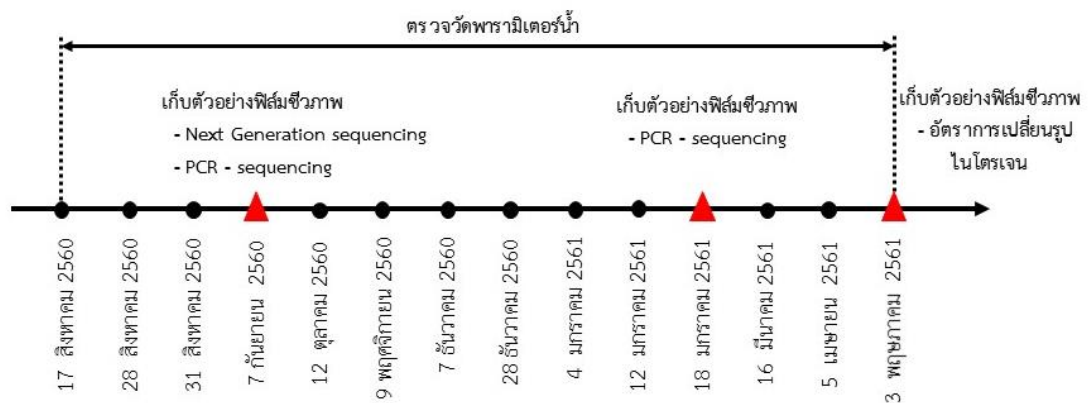 ตรวจวัดพารามิเตอร์น้ำ
เก็บตัวอย่างฟิล์มชีวภาพ
- Next Generation sequencing
- PCR - sequencing
เก็บตัวอย่างฟิล์มชีวภาพ
- PCR - sequencing
เก็บตัวอย่างฟิล์มชีวภาพ
- อัตราการเปลี่ยนรูป
ไนโตรเจน
17 สิงหาคม 2560
28 สิงหาคม 2560
31 สิงหาคม 2560
7 กันยายน 2560
12 ตุลาคม 2560
9 พฤศจิกายน 2560
7 ธันวาคม 2560
28 ธันวาคม 2560
4 มกราคม 2561
12 มกราคม 2561
18 มกราคม 2561
16 มีนาคม 2561
5 เมษายน 2561
3 พฤษภาคม 2561